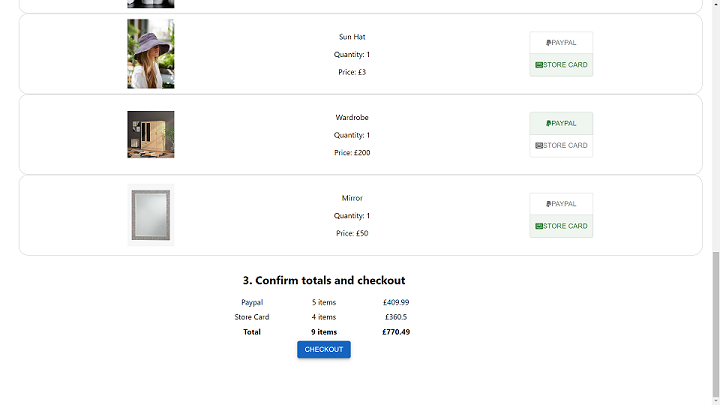 Sun Hat
Quantity: 1
Price: £3
PAYPAL
STORE CARD
Wardrobe
Quantity: 1
Price: £200
PAYPAL
STORE CARD
Mirror
Quantity: 1
Price: £50
PAYPAL
STORE CARD
3. Confirm totals and checkout
Paypal 5 items £409.99
Store Card 4 items £360.5
Total 9 items £770.49
CHECKOUT